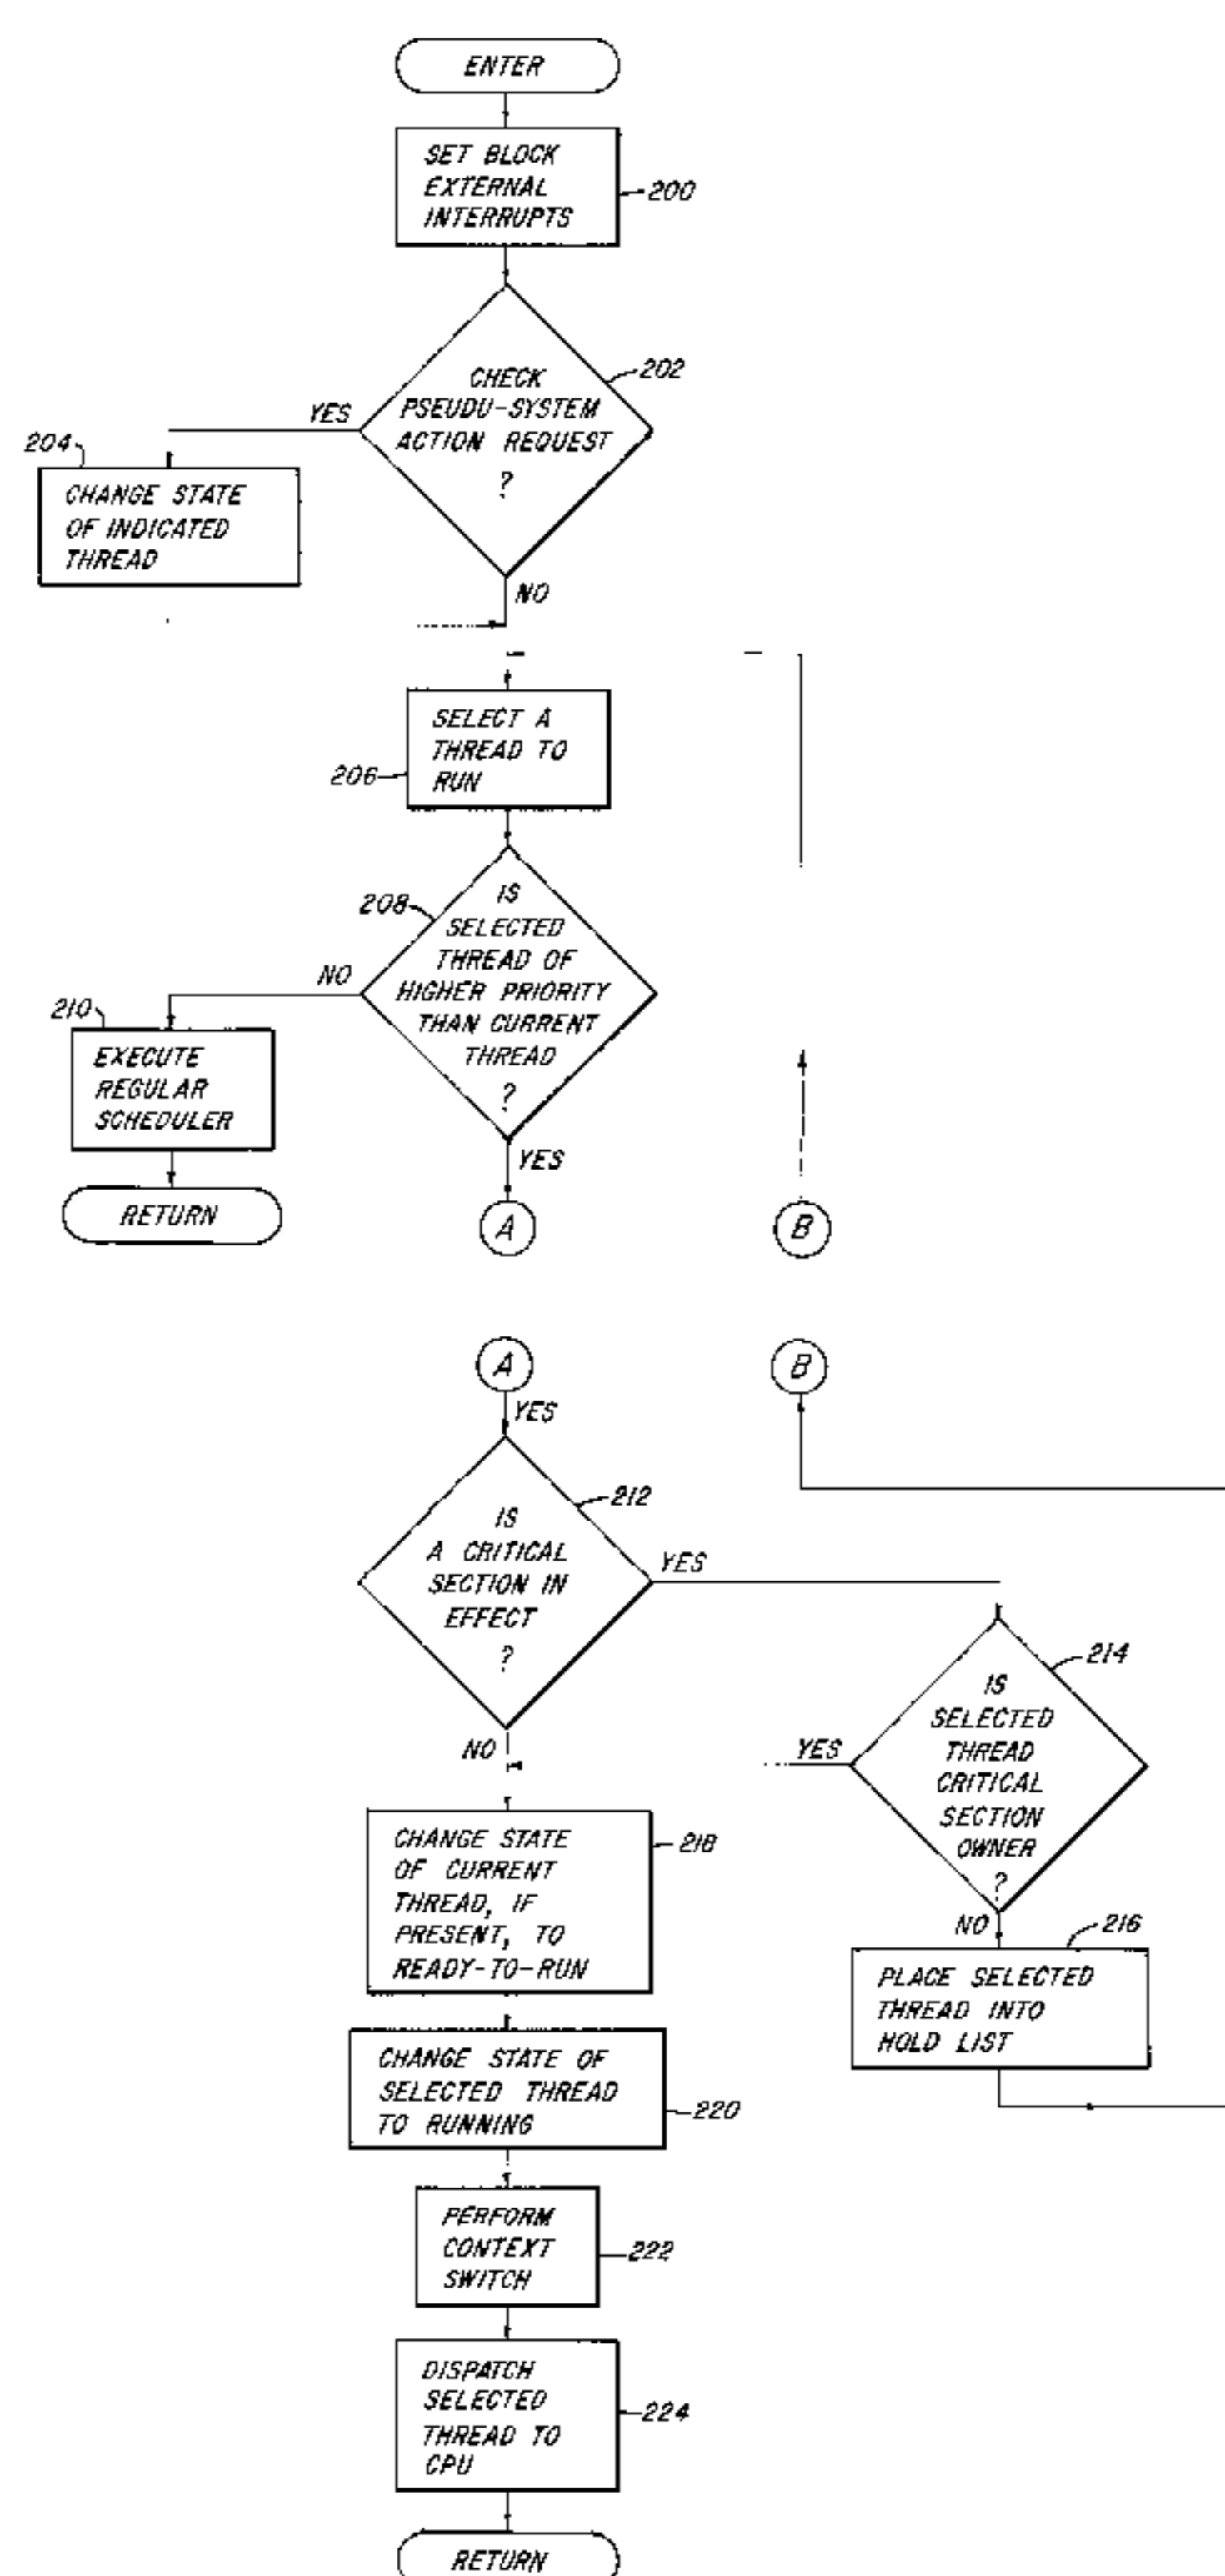 ENTER
SET BLOCK
EXTERNAL
INTERRUPTS
200
CHECK
PSEUDU-SYSTEM
ACTION REQUEST
?
202
YES
204
CHANGE STATE
OF INDICATED
THREAD
NO
SELECT A
THREAD TO
RUN
206
208
IS
SELECTED
THREAD OF
HIGHER PRIORITY
THAN CURRENT
THREAD
?
NO
210
EXECUTE
REGULAR
SCHEDULER
RETURN
YES
A
B
A
B
YES
212
IS
A CRITICAL
SECTION IN
EFFECT
?
YES
214
IS
SELECTED
THREAD
CRITICAL
SECTION
OWNER
?
YES
NO
NO
216
PLACE SELECTED
THREAD INTO
HOLD LIST
CHANGE STATE
OF CURRENT
THREAD, IF
PRESENT, TO
READY-TO-RUN
218
CHANGE STATE OF
SELECTED THREAD
TO RUNNING
220
PERFORM
CONTEXT
SWITCH
222
DISPATCH
SELECTED
THREAD TO
CPU
224
RETURN